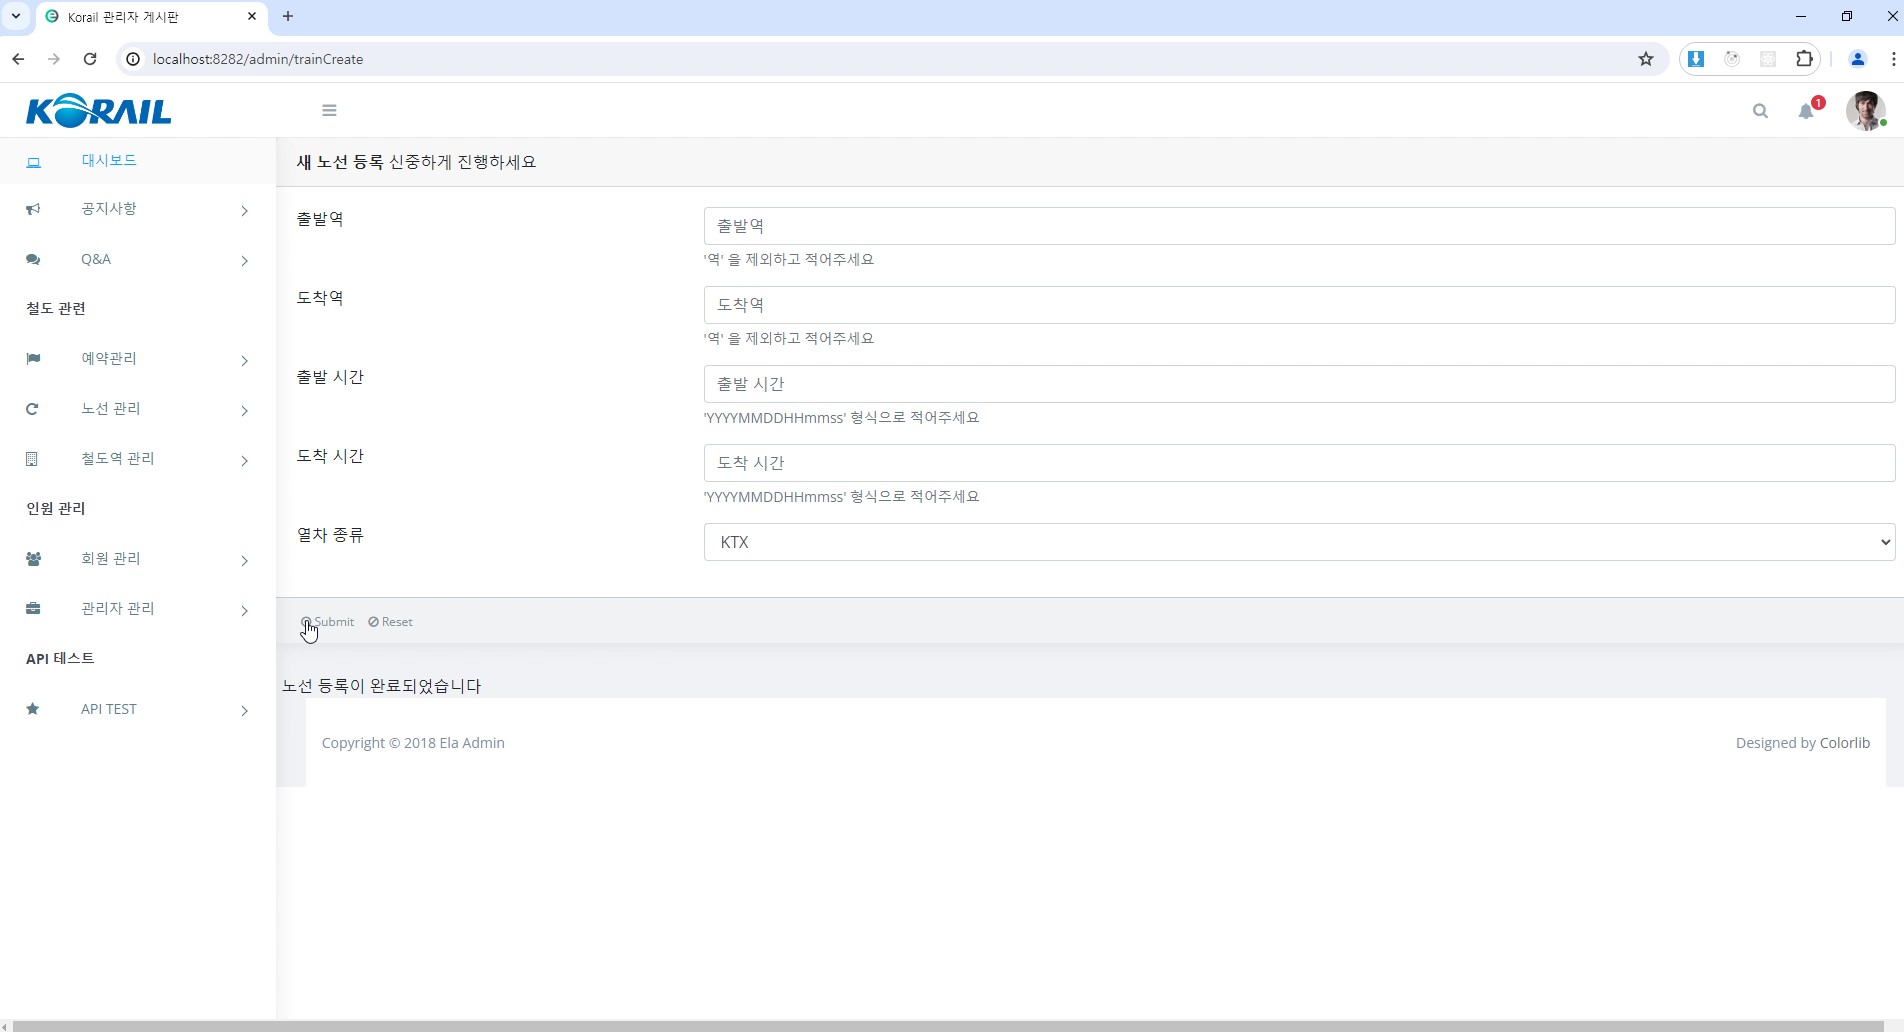 Korail 관리자 게시판
localhost:8282/admin/trainCreate
KORAIL
1
대시보드
공지사항
Q&A
철도 관련
예약관리
노선 관리
철도역 관리
인원 관리
회원 관리
관리자 관리
API 테스트
API TEST
새 노선 등록 신중하게 진행하세요
출발역
출발역
'역' 을 제외하고 적어주세요
도착역
도착역
'역' 을 제외하고 적어주세요
출발 시간
출발 시간
'YYYYMMDDHHmmss' 형식으로 적어주세요
도착 시간
도착 시간
'YYYYMMDDHHmmss' 형식으로 적어주세요
열차 종류
KTX
Submit Reset
노선 등록이 완료되었습니다
Copyright © 2018 Ela Admin
Designed by Colorlib